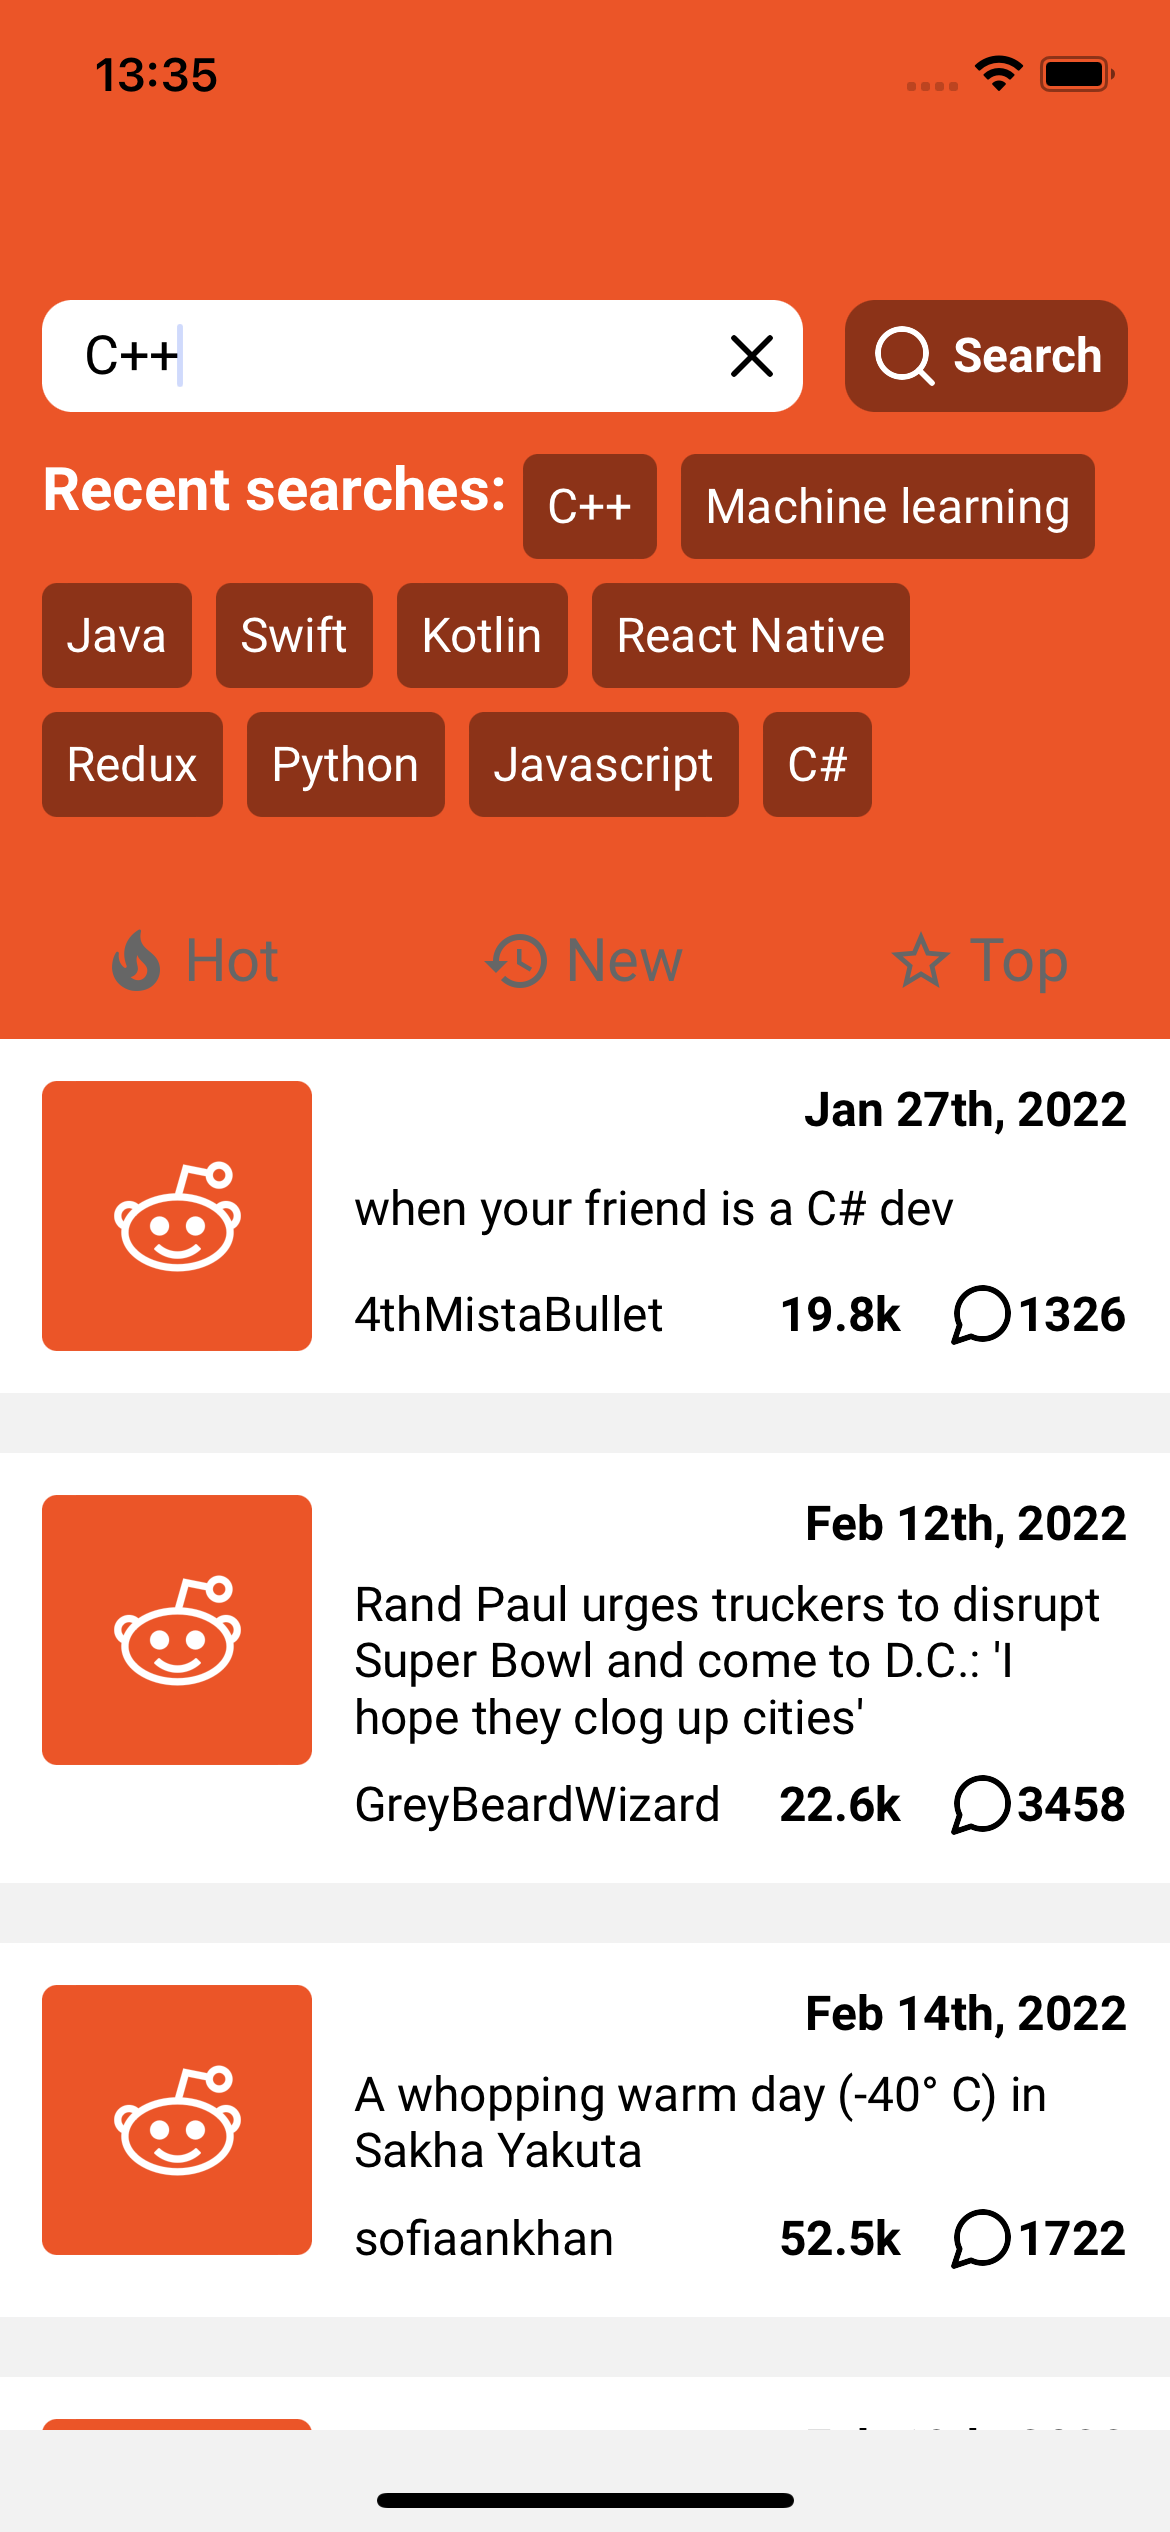 13:35
C++
Search
Recent searches: C++ Machine learning
Java Swift Kotlin React Native
Redux Python Javascript C#
Hot New Top
Jan 27th, 2022
when your friend is a C# dev
4thMistaBullet 19.8k 1326
Feb 12th, 2022
Rand Paul urges truckers to disrupt
Super Bowl and come to D.C.: 'I
hope they clog up cities'
GreyBeardWizard 22.6k 3458
Feb 14th, 2022
A whopping warm day (-40° C) in
Sakha Yakuta
sofiaankhan 52.5k 1722